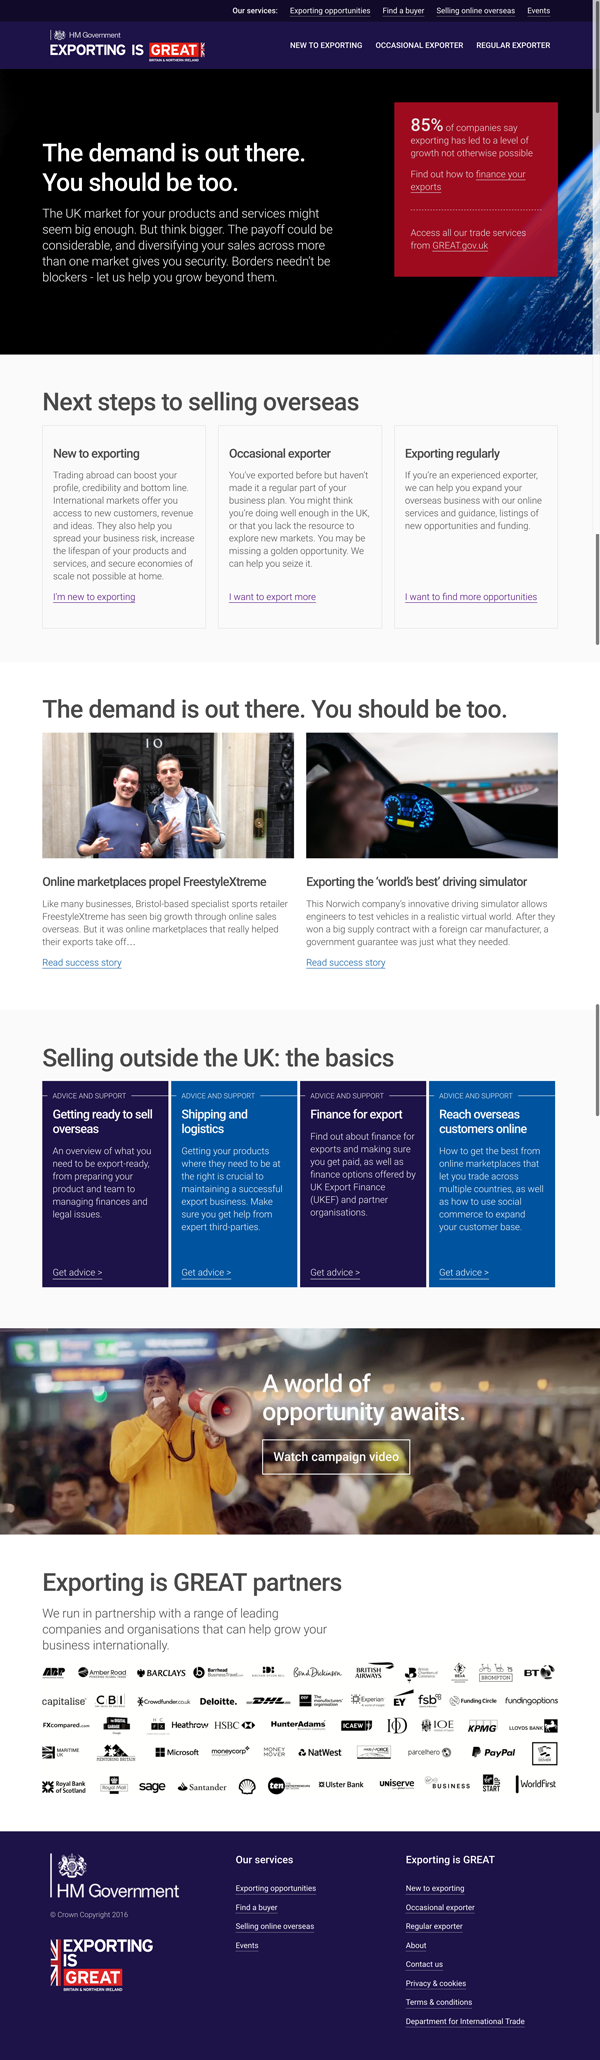 Our services: Exporting opportunities Find a buyer Selling online overseas Events
HM Government
EXPORTING IS GREAT
BRITAIN & NORTHERN IRELAND
NEW TO EXPORTING OCCASIONAL EXPORTER REGULAR EXPORTER
The demand is out there.
You should be too.
The UK market for your products and services might
seem big enough. But think bigger. The payoff could be
considerable, and diversifying your sales across more
than one market gives you security. Borders needn't be
blockers - let us help you grow beyond them.
85% of companies say
exporting has led to a level of
growth not otherwise possible
Find out how to finance your
exports
Access all our trade services
from GREAT.gov.uk
Next steps to selling overseas
New to exporting
Trading abroad can boost your
profile, credibility and bottom line.
International markets offer you
access to new customers, revenue
and ideas. They also help you
spread your business risk, increase
the lifespan of your products and
services, and secure economies of
scale not possible at home.
I'm new to exporting
Occasional exporter
You've exported before but haven't
made it a regular part of your
business plan. You might think
you're doing well enough in the UK,
or that you lack the resource to
explore new markets. You may be
missing a golden opportunity. We
can help you seize it.
I want to export more
Exporting regularly
If you're an experienced exporter,
we can help you expand your
overseas business with our online
services and guidance, listings of
new opportunities and funding.
I want to find more opportunities
The demand is out there. You should be too.
10
Online marketplaces propel FreestyleXtreme
Like many businesses, Bristol-based specialist sports retailer
FreestyleXtreme has seen big growth through online sales
overseas. But it was online marketplaces that really helped
their exports take off…
Read success story
Exporting the 'world's best' driving simulator
This Norwich company's innovative driving simulator allows
engineers to test vehicles in a realistic virtual world. After they
won a big supply contract with a foreign car manufacturer, a
government guarantee was just what they needed.
Read success story
Selling outside the UK: the basics
ADVICE AND SUPPORT
Getting ready to sell
overseas
An overview of what you
need to be export-ready,
from preparing your
product and team to
managing finances and
legal issues.
Get advice >
ADVICE AND SUPPORT
Shipping and
logistics
Getting your products
where they need to be at
the right is crucial to
maintaining a successful
export business. Make
sure you get help from
expert third-parties.
Get advice >
ADVICE AND SUPPORT
Finance for export
Find out about finance for
exports and making sure
you get paid, as well as
finance options offered by
UK Export Finance
(UKEF) and partner
organisations.
Get advice >
ADVICE AND SUPPORT
Reach overseas
customers online
How to get the best from
online marketplaces that
let you trade across
multiple countries, as well
as how to use social
commerce to expand
your customer base.
Get advice >
A world of
opportunity awaits.
Watch campaign video
Exporting is GREAT partners
We run in partnership with a range of leading
companies and organisations that can help grow your
business internationally.
ABP Amber Road BARCLAYS Barrhead Bond Dickinson BRITISH AIRWAYS BROMPTON BT
capitalise CBI Crowdfunder.co.uk Deloitte. DHL Experian EY fsb Funding Circle fundingoptions
FXcompared.com Heathrow HSBC HunterAdams ICAEW IOD IOE KPMG LLOYDS BANK
MARITIME UK MENTORING BRITAIN Microsoft moneycorp MONEY MOVER NatWest parcelhero PayPal
Royal Bank of Scotland Royal Mail sage Santander ten Ulster Bank uniserve BUSINESS START UP WorldFirst
HM Government
© Crown Copyright 2016
EXPORTING
IS
GREAT
BRITAIN & NORTHERN IRELAND
Our services
Exporting opportunities
Find a buyer
Selling online overseas
Events
Exporting is GREAT
New to exporting
Occasional exporter
Regular exporter
About
Contact us
Privacy & cookies
Terms & conditions
Department for International Trade